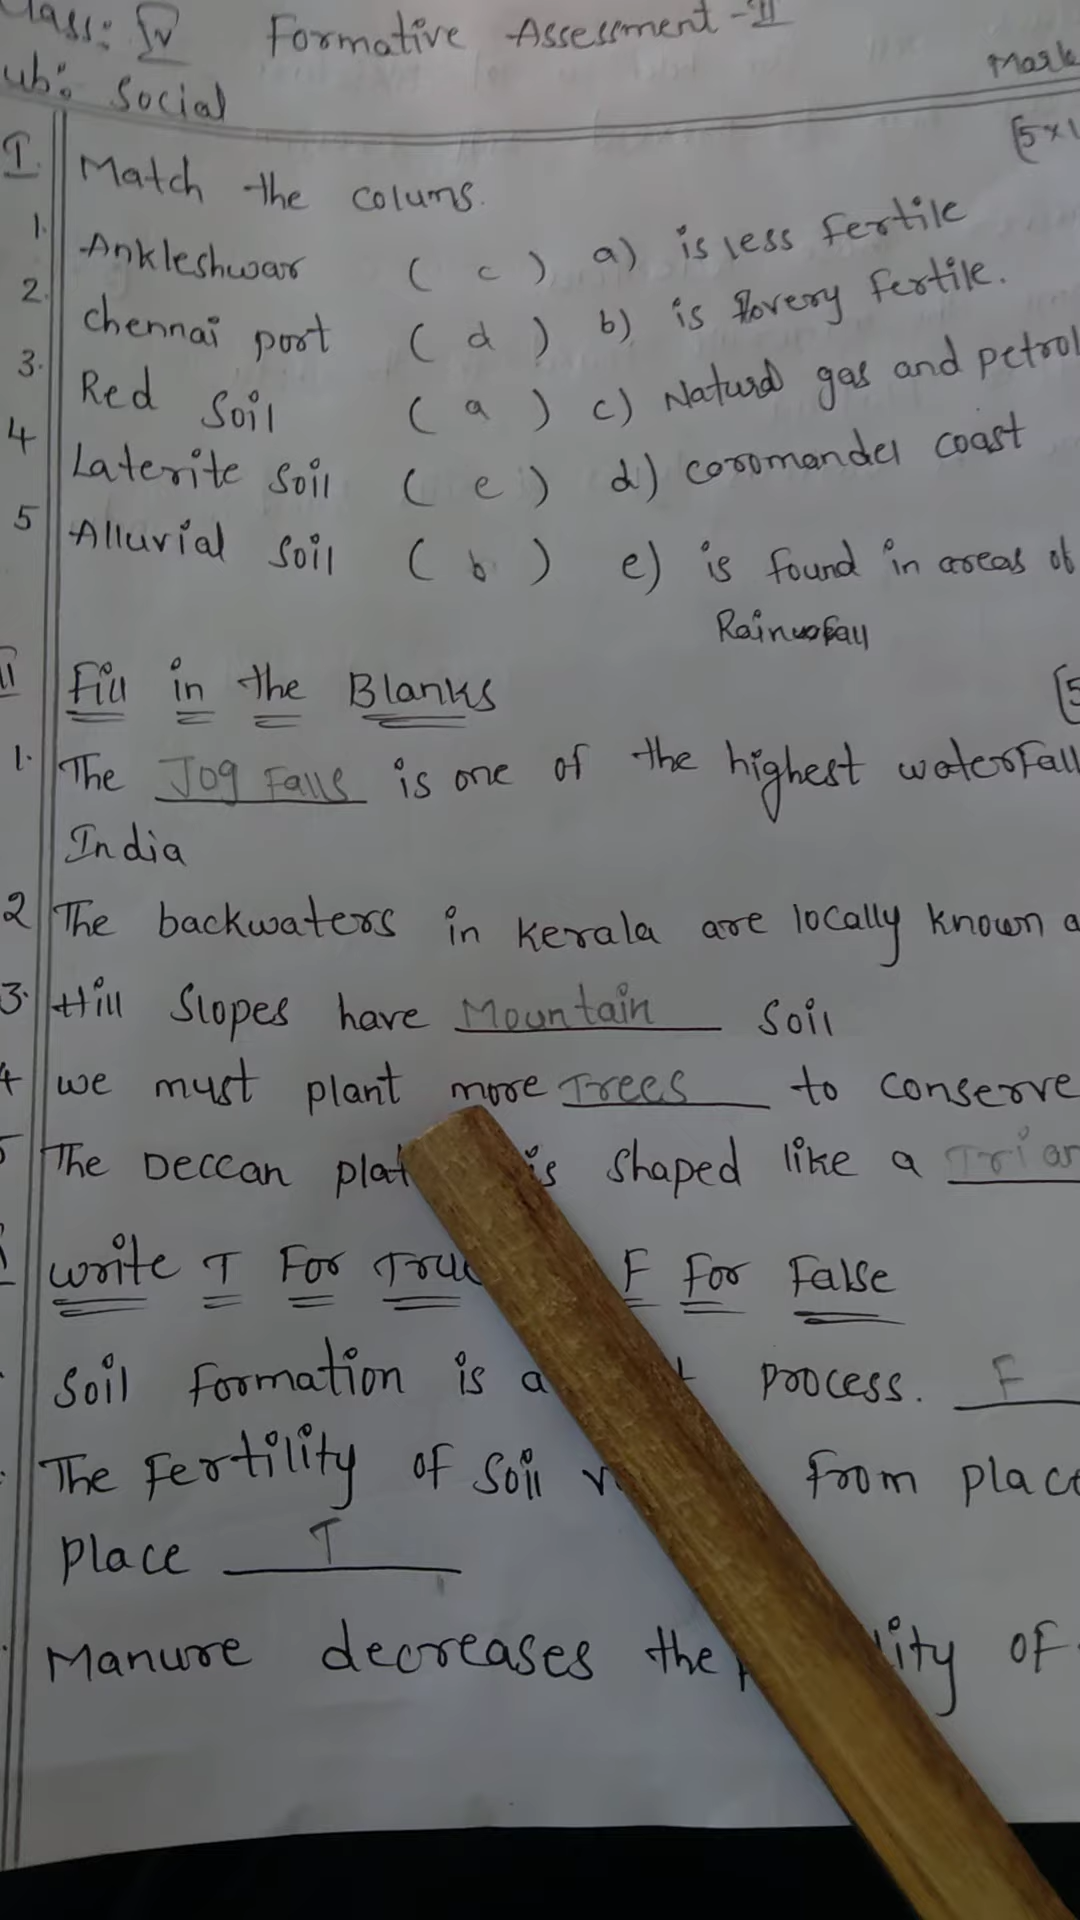 Class: IV Formative Assessment - II
Sub: Social Mark
I. Match the colums. [5×1
1. Ankleshwar ( c ) a) is less fertile
2. Chennai port ( d ) b) is very fertile.
3. Red Soil ( a ) c) Natural gas and petrol
4 Laterite Soil ( e ) d) coromandel coast
5 Alluvial Soil ( b ) e) is found in areas of
Rainfall
II Fill in the Blanks [5
1. The Jog Falls is one of the highest waterfall
India
2 The backwaters in kerala are locally known a
3. Hill Slopes have Mountain Soil
4 we must plant more Trees to conserve
5 The Deccan plat is shaped like a Trian
write T For True F For False
Soil Formation is a process. F
The Fertility of Soil From place
place T
Manure decreases the lity of